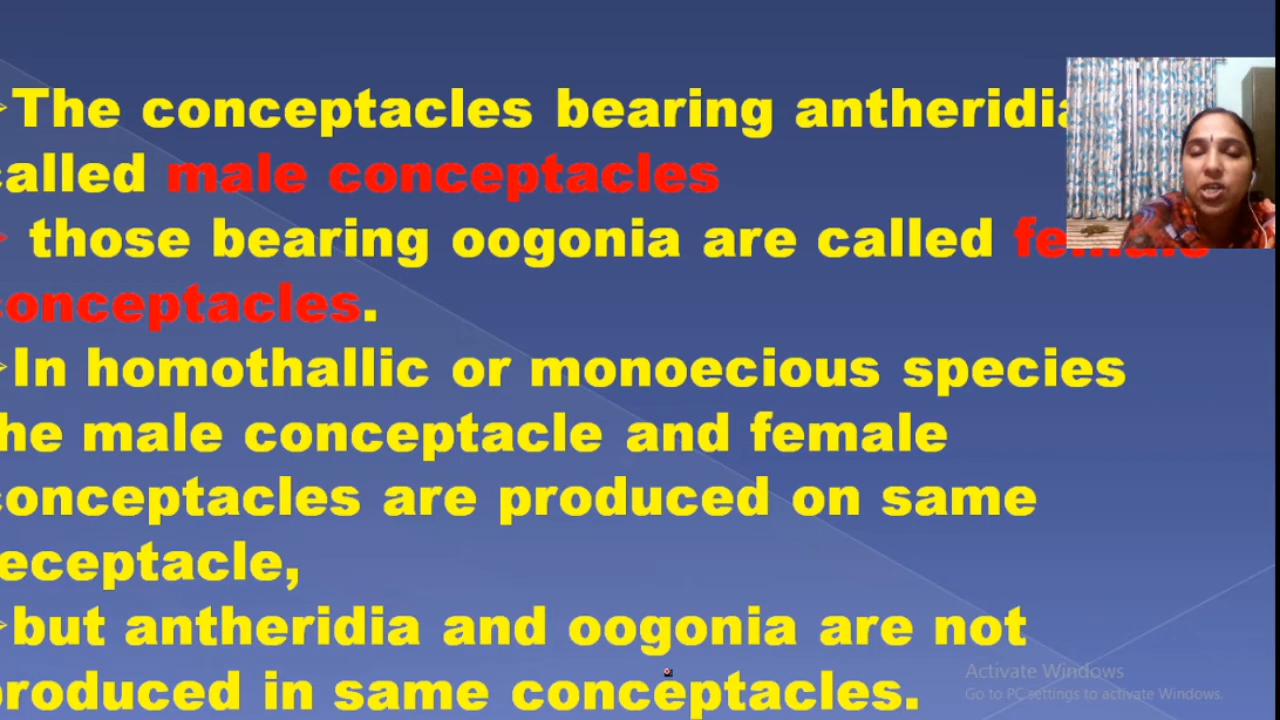 The conceptacles bearing antheridia
called male conceptacles
those bearing oogonia are called female
conceptacles.
In homothallic or monoecious species
he male conceptacle and female
conceptacles are produced on same
eceptacle,
but antheridia and oogonia are not
produced in same conceptacles.
Activate Windows
Go to PC settings to activate Windows.